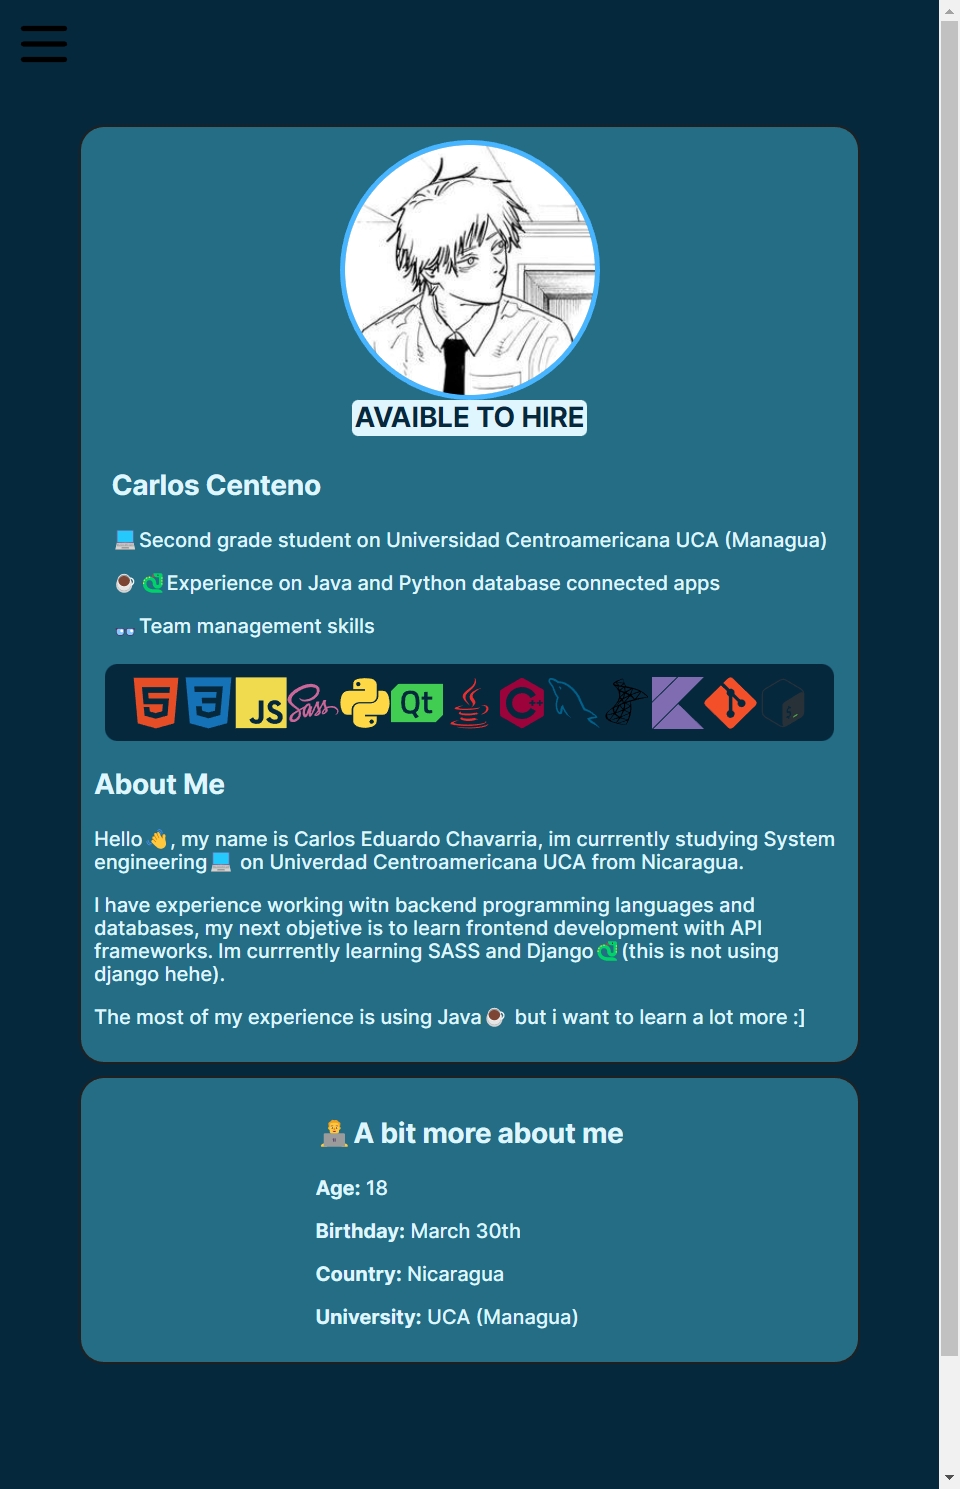 AVAIBLE TO HIRE
Carlos Centeno
💻Second grade student on Universidad Centroamericana UCA (Managua)
☕🐍Experience on Java and Python database connected apps
👓Team management skills
5 3 JS Sass Qt C++ $_
About Me
Hello👋, my name is Carlos Eduardo Chavarria, im currrently studying System
engineering💻 on Univerdad Centroamericana UCA from Nicaragua.
I have experience working witn backend programming languages and
databases, my next objetive is to learn frontend development with API
frameworks. Im currrently learning SASS and Django🐍(this is not using
django hehe).
The most of my experience is using Java☕ but i want to learn a lot more :]
👨‍💻A bit more about me
Age: 18
Birthday: March 30th
Country: Nicaragua
University: UCA (Managua)